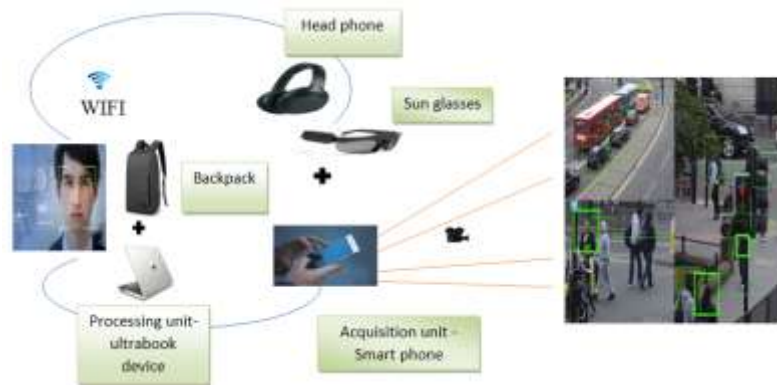 Head phone
WIFI
Sun glasses
Backpack
Processing unit-
ultrabook
device
Acquisition unit -
Smart phone